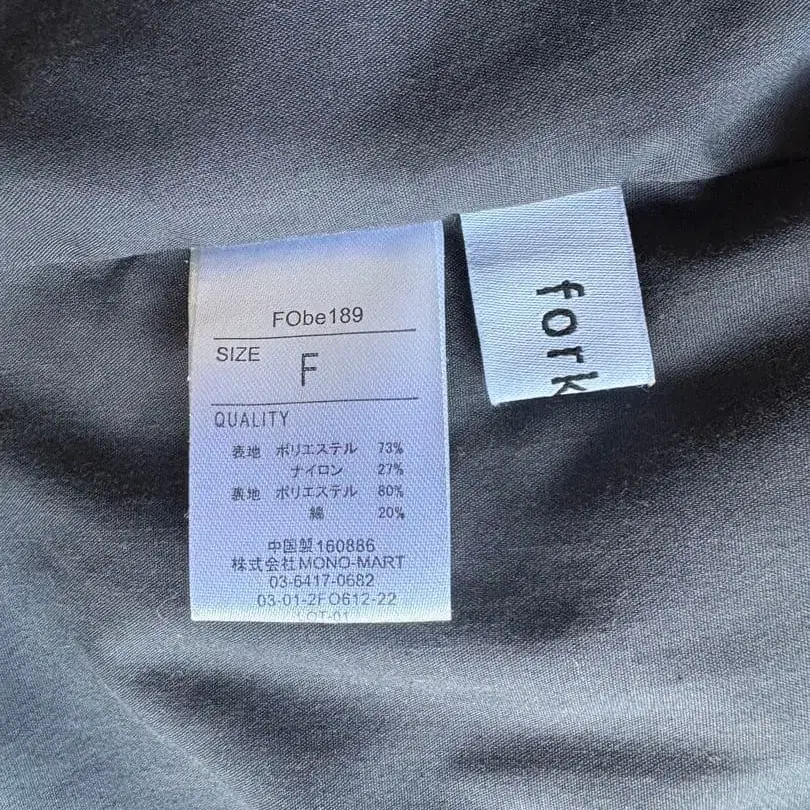 FObe189
SIZE F
QUALITY
表地 ポリエステル 73%
ナイロン 27%
裏地 ポリエステル 80%
綿 20%
中国製160886
株式会社MONO-MART
03-6417-0682
03-01-2FO612-22
LOT-01
fork